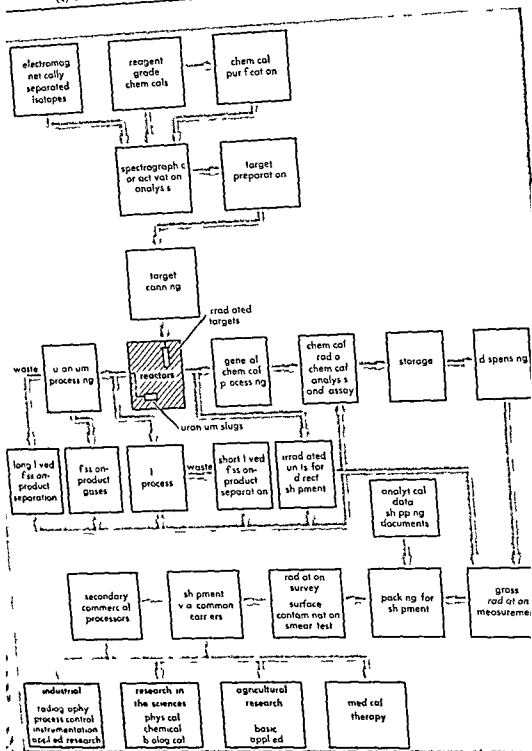 electromag
net cally
separated
isotopes
reagent
grade
chem cals
chem cal
pur f cat on
spectrograph c
or act vat on
analys s
target
preparat on
target
cann ng
rrad ated
targets
waste
u an um
process ng
reactors
gene al
chem cal
p ocess ng
chem cal
rad o
chem cal
analys s
and assay
storage
d spens ng
uran um slugs
long l ved
f ss on-
product
separation
f ss on-
product
gases
I
process
waste
short l ved
f ss on-
product
separat on
irrad ated
un ts for
d rect
sh pment
analyt cal
data
sh pp ng
documents
secondary
commerc al
processors
sh pment
v a common
carr ers
rad at on
survey
surface
contam nat on
smear test
pack ng for
sh pment
gross
rad at on
measuremen
industrial
radiog aphy
process control
instrumentation
appl ed research
research in
the sciences
phys cal
chemical
b olog cal
agricultural
research
basic
appl ed
med cal
therapy